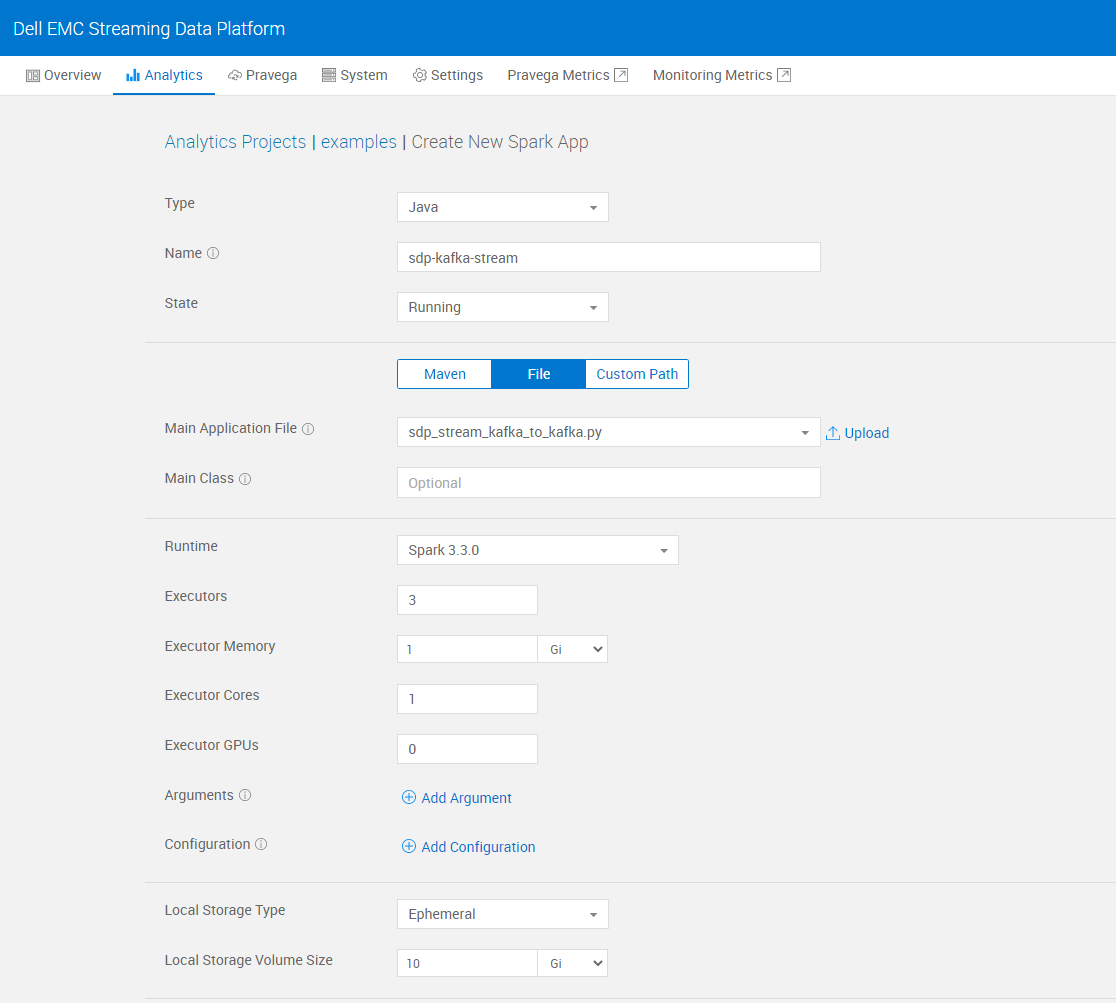 Dell EMC Streaming Data Platform
Overview Analytics Pravega System Settings Pravega Metrics Monitoring Metrics
Analytics Projects | examples | Create New Spark App
Type Java
Name sdp-kafka-stream
State Running
Maven File Custom Path
Main Application File sdp_stream_kafka_to_kafka.py Upload
Main Class Optional
Runtime Spark 3.3.0
Executors 3
Executor Memory 1 Gi
Executor Cores 1
Executor GPUs 0
Arguments Add Argument
Configuration Add Configuration
Local Storage Type Ephemeral
Local Storage Volume Size 10 Gi